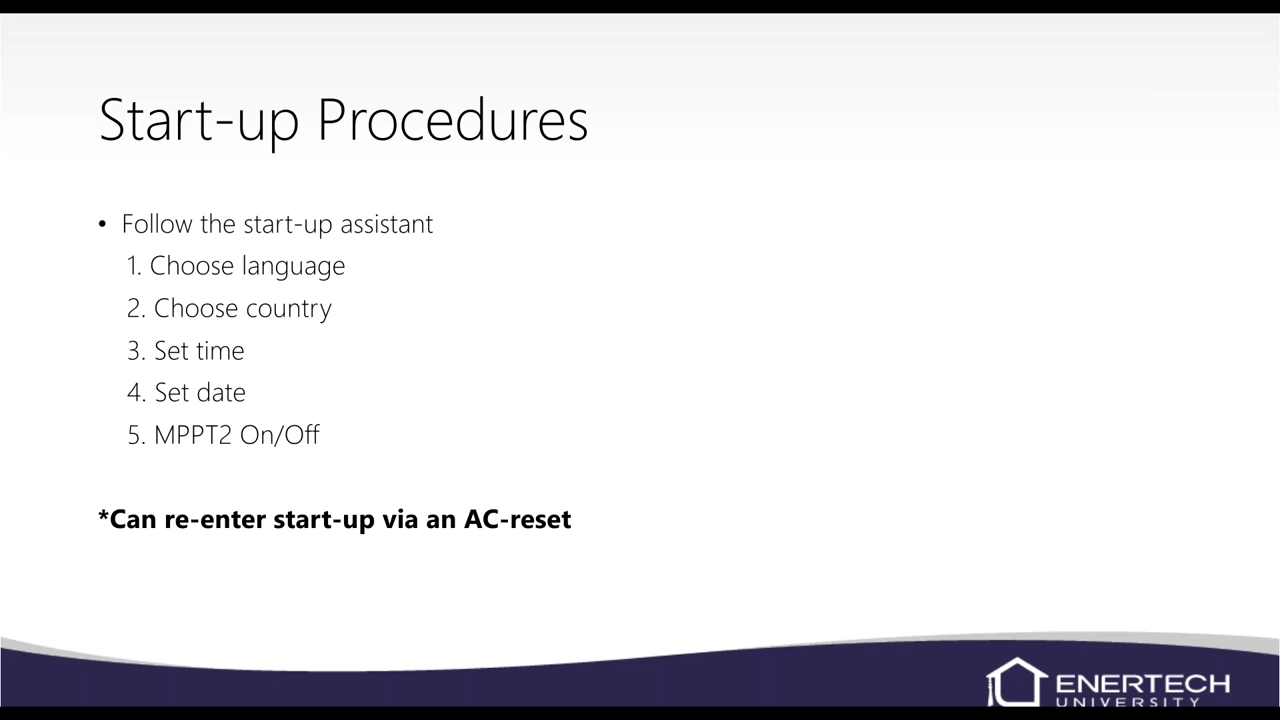 Start-up Procedures
• Follow the start-up assistant
1. Choose language
2. Choose country
3. Set time
4. Set date
5. MPPT2 On/Off
*Can re-enter start-up via an AC-reset
ENERTECH
UNIVERSITY